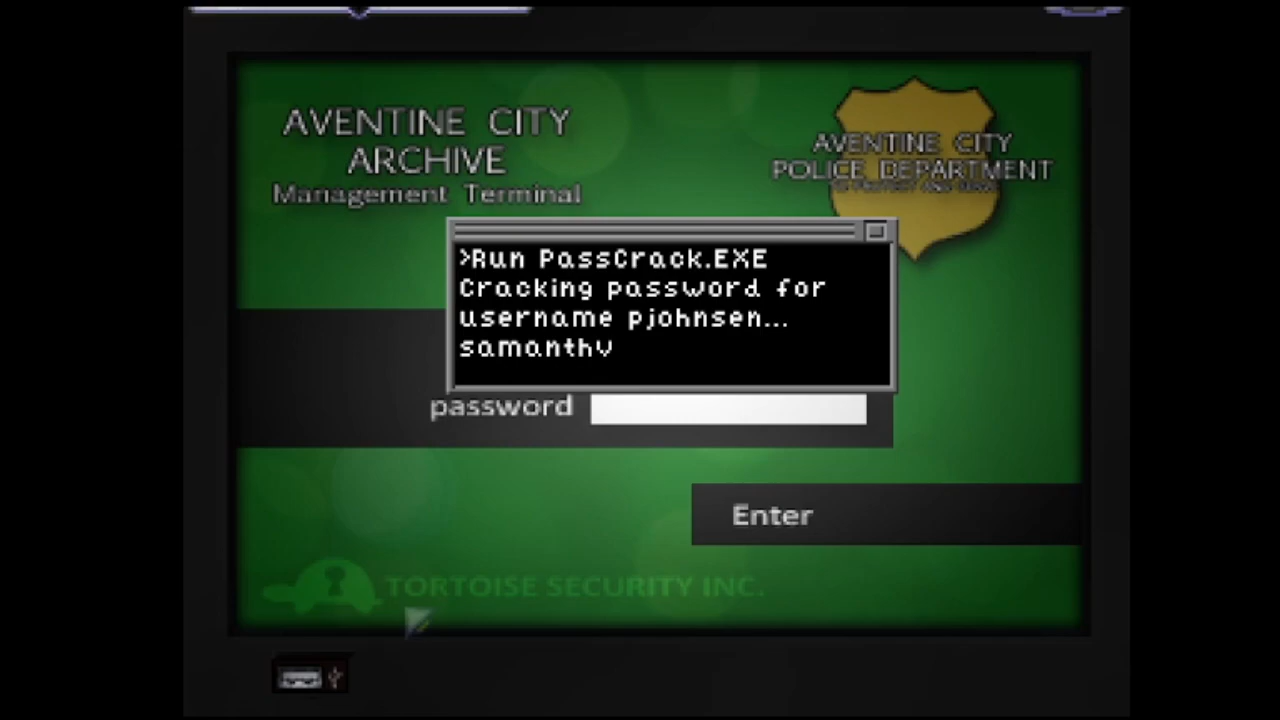 AVENTINE CITY
ARCHIVE
Management Terminal
AVENTINE CITY
POLICE DEPARTMENT
>Run PassCrack.EXE
Cracking password for
username pjohnsen...
samanthv
password
Enter
TORTOISE SECURITY INC.